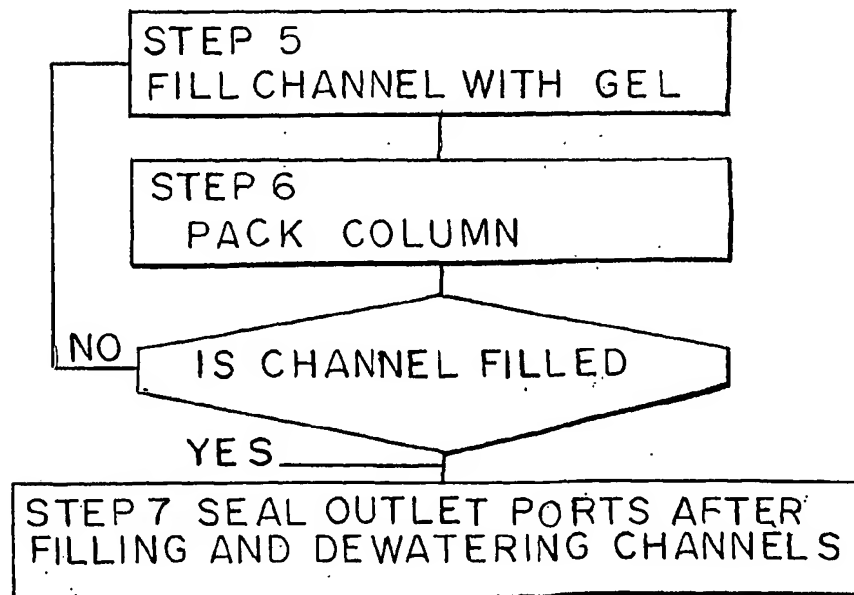 STEP 5
FILL CHANNEL WITH GEL
STEP 6
PACK COLUMN
NO
IS CHANNEL FILLED
YES
STEP 7 SEAL OUTLET PORTS AFTER
FILLING AND DEWATERING CHANNELS